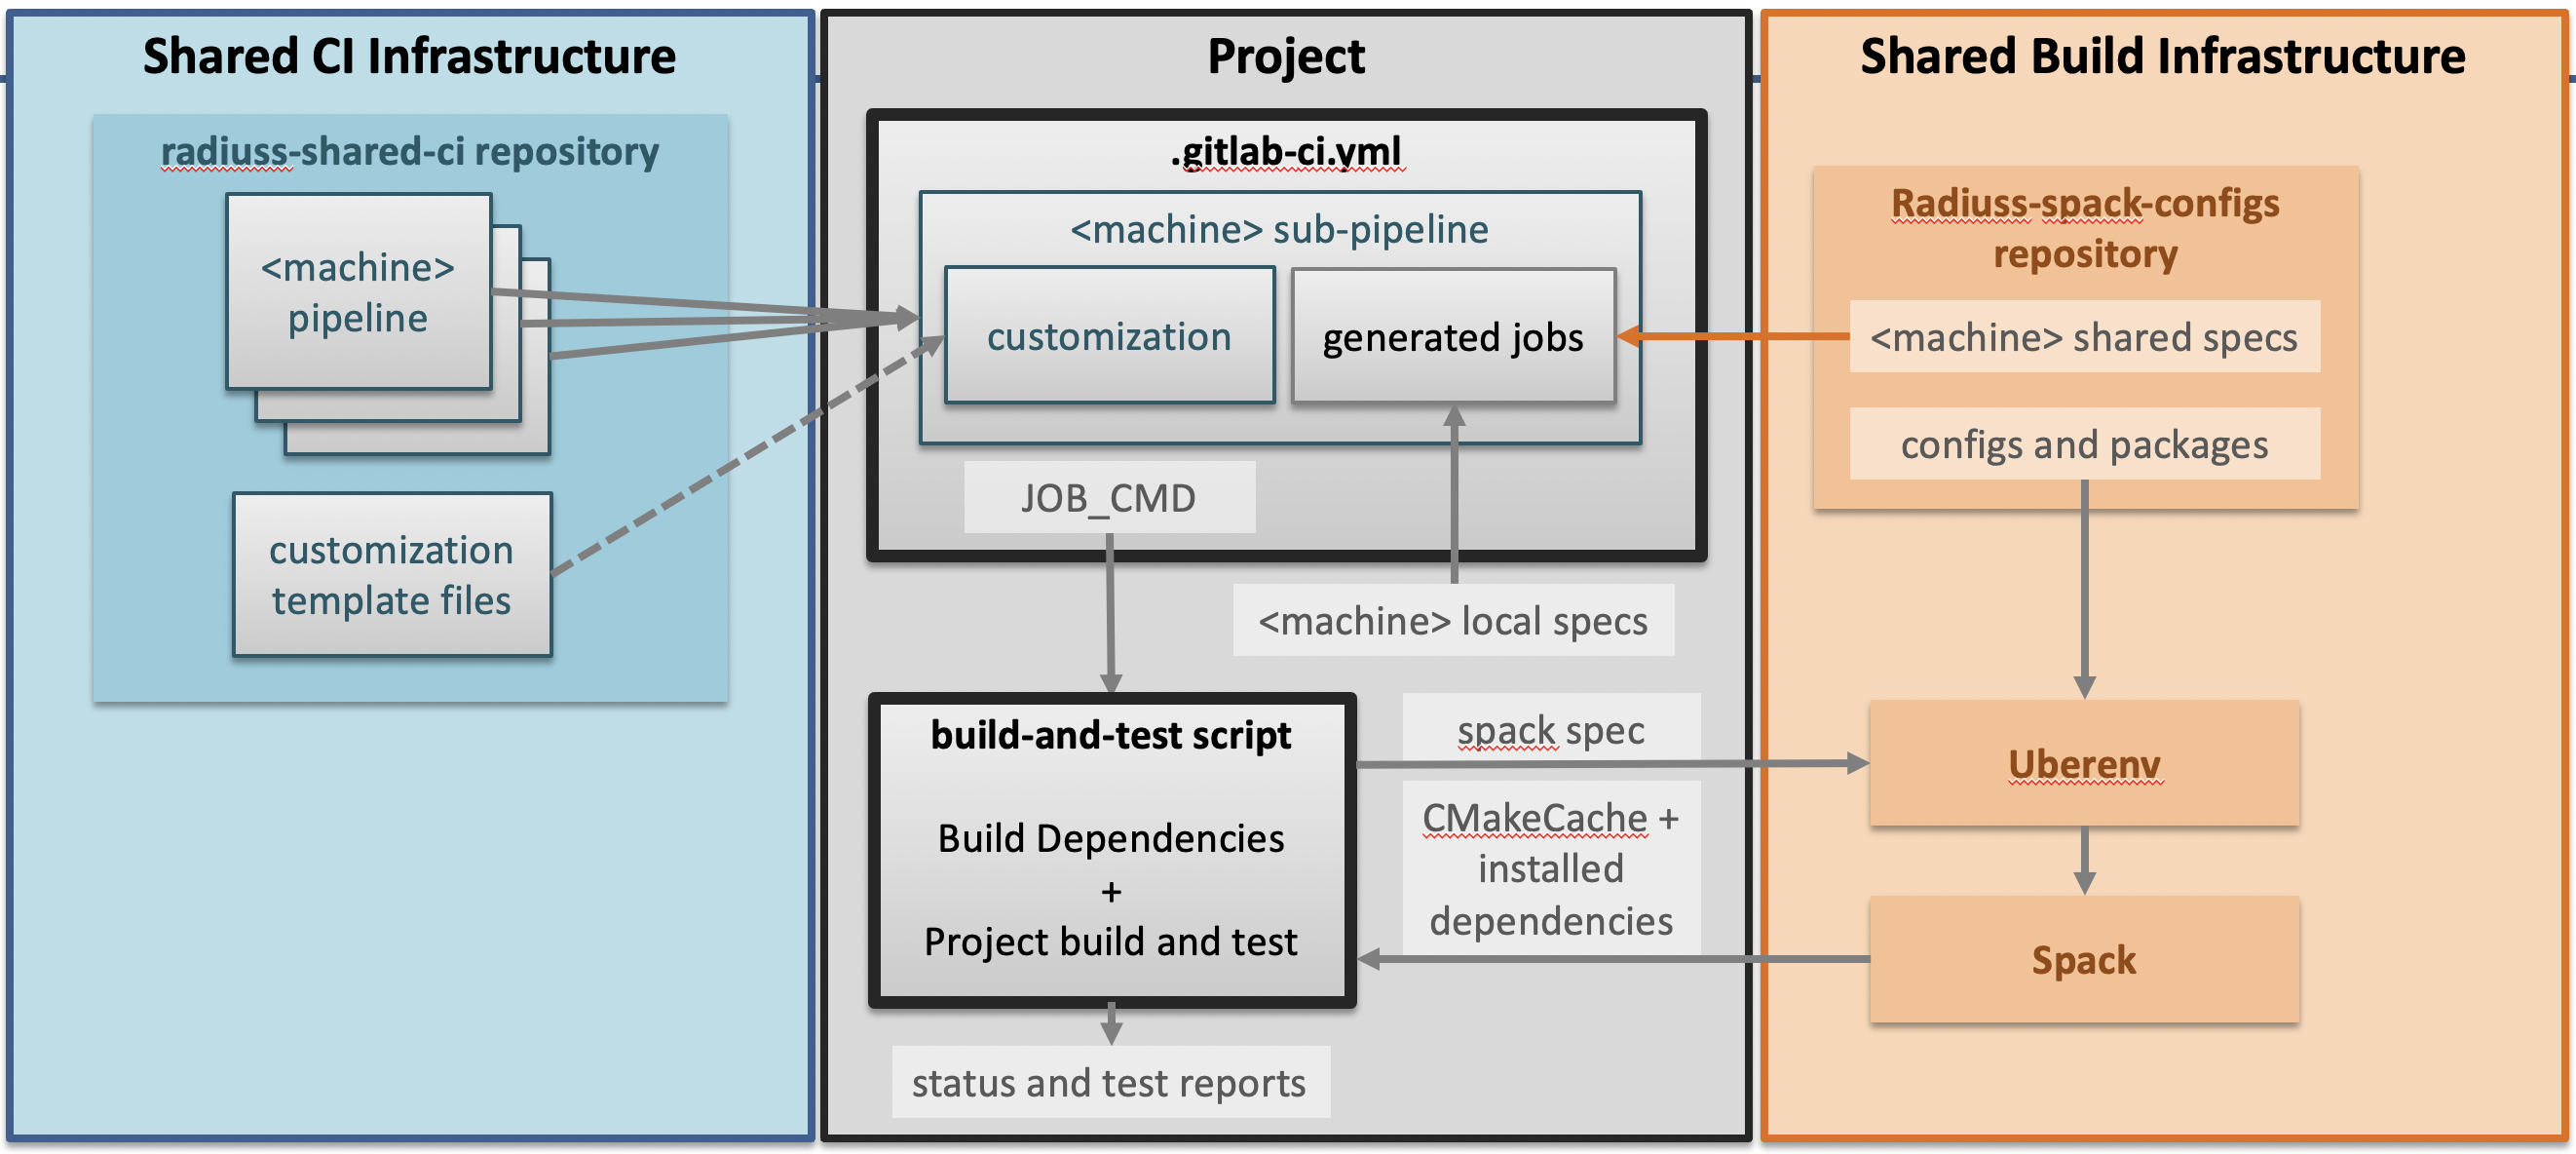 Shared CI Infrastructure
radiuss-shared-ci repository
<machine>
pipeline
customization
template files
Project
.gitlab-ci.yml
<machine> sub-pipeline
customization
generated jobs
JOB_CMD
<machine> local specs
build-and-test script
Build Dependencies
+
Project build and test
spack spec
CMakeCache +
installed
dependencies
status and test reports
Shared Build Infrastructure
Radiuss-spack-configs
repository
<machine> shared specs
configs and packages
Uberenv
Spack